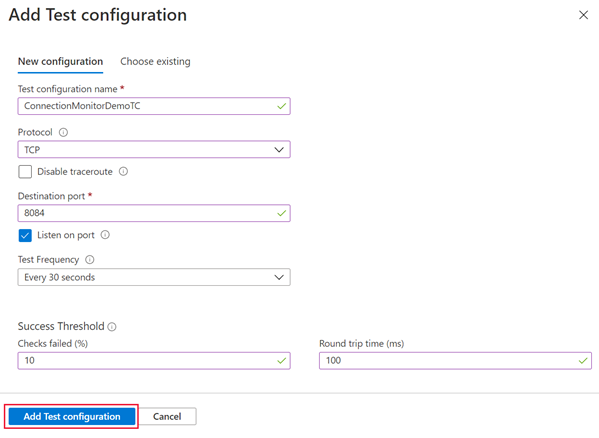 Add Test configuration
New configuration Choose existing
Test configuration name *
ConnectionMonitorDemoTC
Protocol
TCP
Disable traceroute
Destination port *
8084
Listen on port
Test Frequency
Every 30 seconds
Success Threshold
Checks failed (%) Round trip time (ms)
10 100
Add Test configuration Cancel